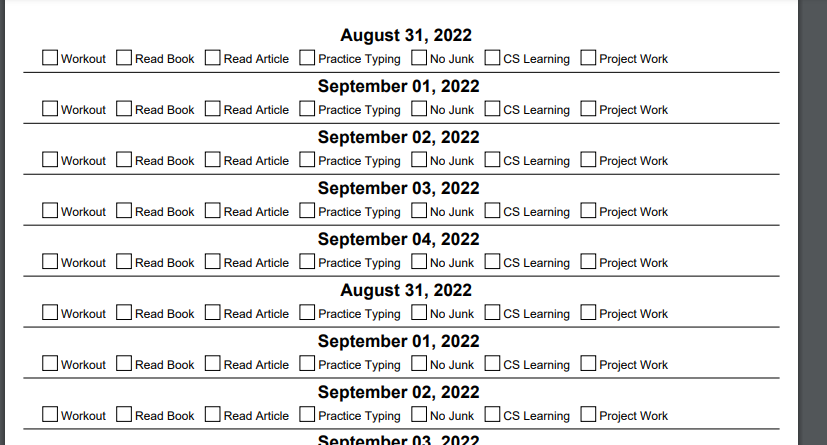 August 31, 2022
Workout Read Book Read Article Practice Typing No Junk CS Learning Project Work
September 01, 2022
Workout Read Book Read Article Practice Typing No Junk CS Learning Project Work
September 02, 2022
Workout Read Book Read Article Practice Typing No Junk CS Learning Project Work
September 03, 2022
Workout Read Book Read Article Practice Typing No Junk CS Learning Project Work
September 04, 2022
Workout Read Book Read Article Practice Typing No Junk CS Learning Project Work
August 31, 2022
Workout Read Book Read Article Practice Typing No Junk CS Learning Project Work
September 01, 2022
Workout Read Book Read Article Practice Typing No Junk CS Learning Project Work
September 02, 2022
Workout Read Book Read Article Practice Typing No Junk CS Learning Project Work
September 03, 2022